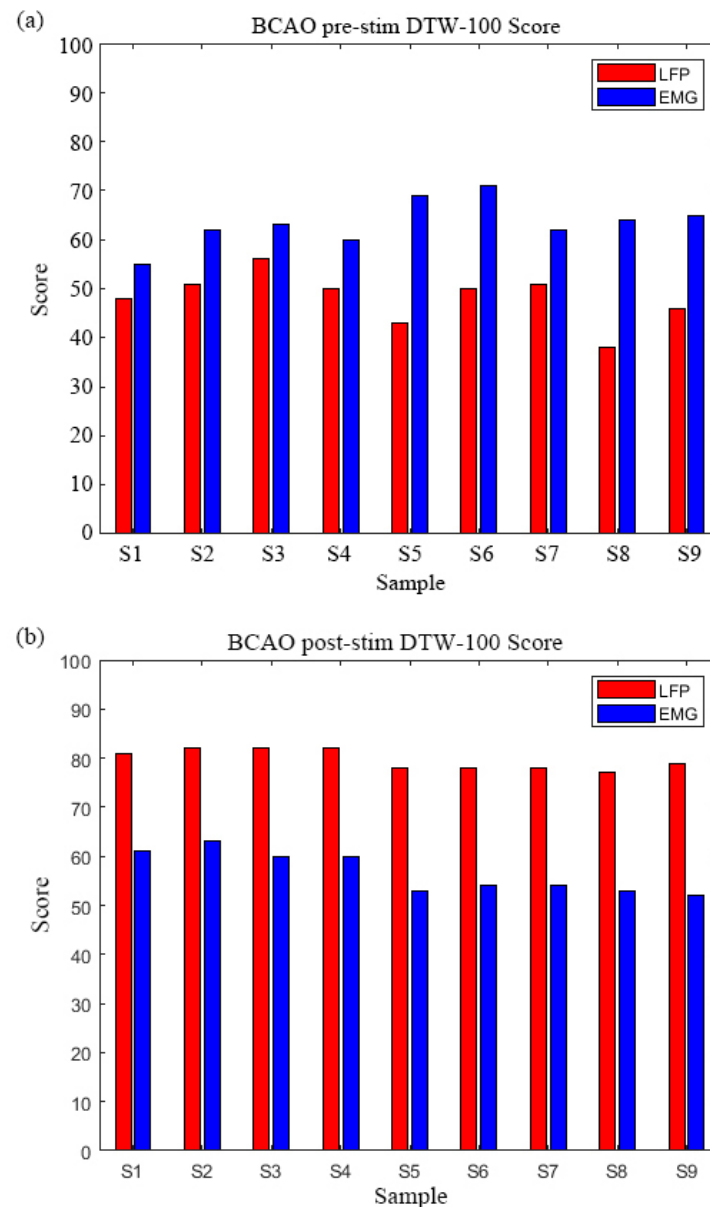 (a)
BCAO pre-stim DTW-100 Score
100
90
80
70
60
50
40
30
20
10
0
Score
LFP
EMG
S1 S2 S3 S4 S5 S6 S7 S8 S9
Sample
(b)
BCAO post-stim DTW-100 Score
100
90
80
70
60
50
40
30
20
10
0
Score
LFP
EMG
S1 S2 S3 S4 S5 S6 S7 S8 S9
Sample